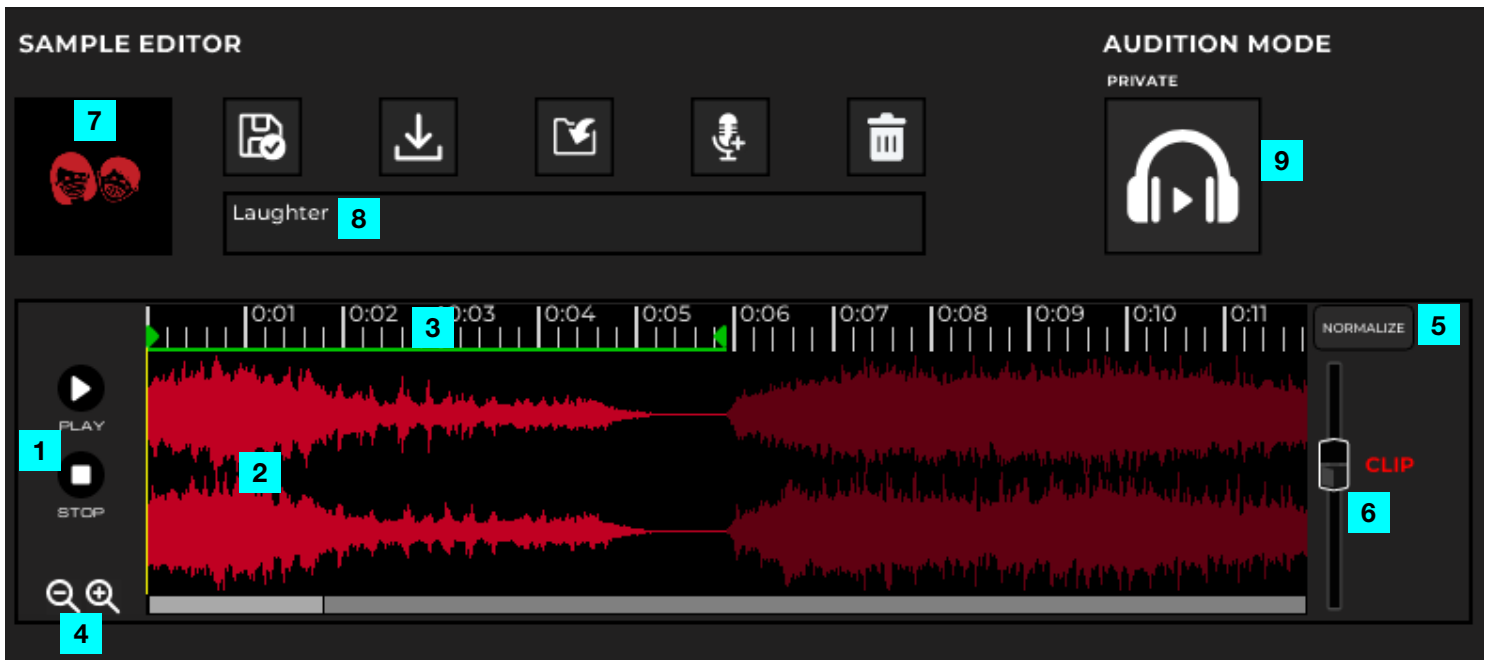 SAMPLE EDITOR
AUDITION MODE
PRIVATE
7
9
Laughter 8
0:01 0:02 3 0:03 0:04 0:05 0:06 0:07 0:08 0:09 0:10 0:11
NORMALIZE 5
PLAY
1
2
CLIP
STOP
6
4